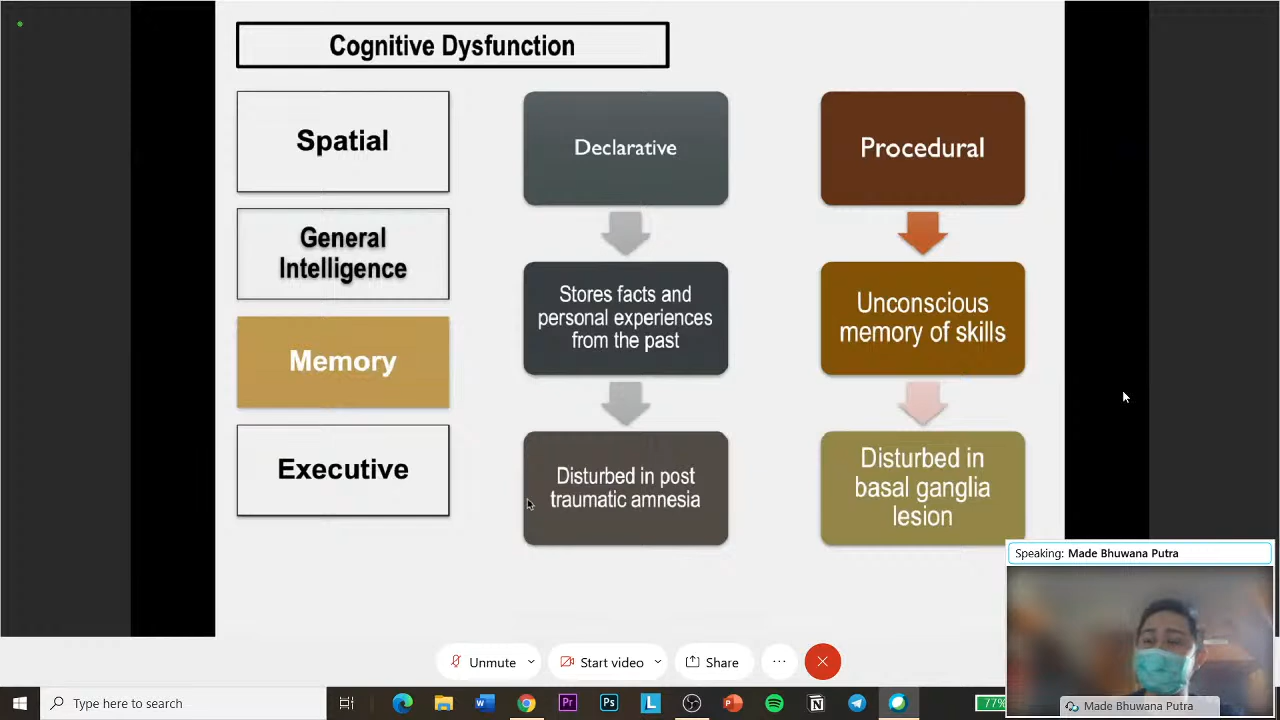 Cognitive Dysfunction
Spatial
General
Intelligence
Memory
Executive
Declarative
Stores facts and
personal experiences
from the past
Disturbed in post
traumatic amnesia
Procedural
Unconscious
memory of skills
Disturbed in
basal ganglia
lesion
Speaking: Made Bhuwana Putra
Made Bhuwana Putra
Unmute
Start video
Share
Type here to search
77%